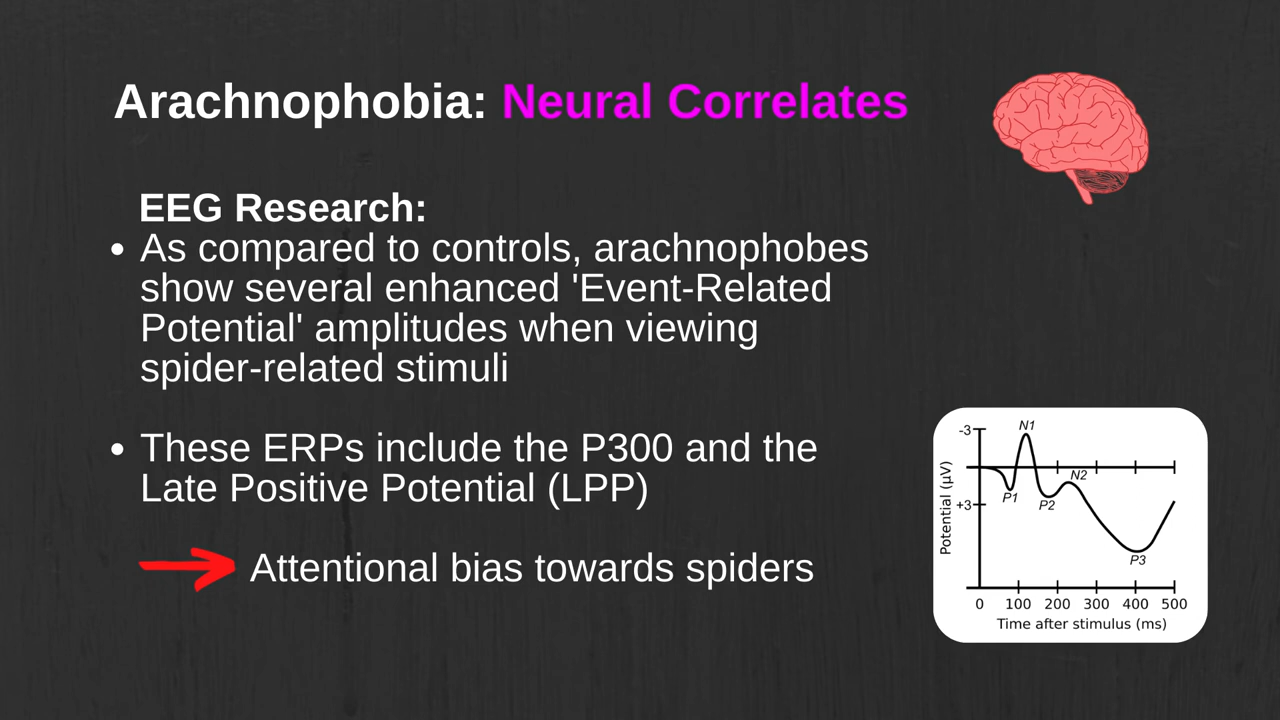 Arachnophobia: Neural Correlates
EEG Research:
• As compared to controls, arachnophobes
show several enhanced 'Event-Related
Potential' amplitudes when viewing
spider-related stimuli
• These ERPs include the P300 and the
Late Positive Potential (LPP)
Attentional bias towards spiders
N1
-3
N2
P1
P2
+3
P3
Potential (µV)
0 100 200 300 400 500
Time after stimulus (ms)